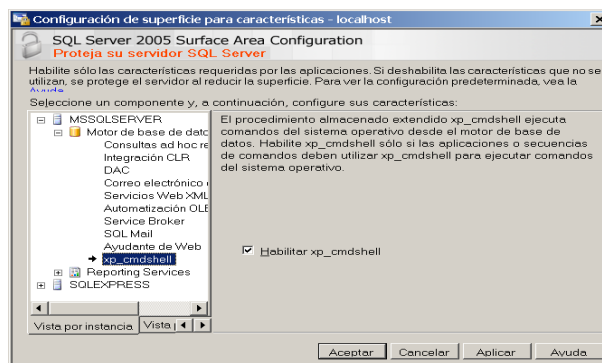 Configuración de superficie para características - localhost
SQL Server 2005 Surface Area Configuration
Proteja su servidor SQL Server
Habilite sólo las características requeridas por las aplicaciones. Si deshabilita las características que no se
utilizan, se protege el servidor al reducir la superficie. Para ver la configuración predeterminada, vea la
Ayuda
Seleccione un componente y, a continuación, configure sus características:
MSSQLSERVER
Motor de base de datc
Consultas ad hoc re
Integración CLR
DAC
Correo electrónico
Servicios Web XML
Automatización OLE
Service Broker
SQL Mail
Ayudante de Web
xp_cmdshell
Reporting Services
SQLEXPRESS
El procedimiento almacenado extendido xp_cmdshell ejecuta
comandos del sistema operativo desde el motor de base de
datos. Habilite xp_cmdshell sólo si las aplicaciones o secuencias
de comandos deben utilizar xp_cmdshell para ejecutar comandos
del sistema operativo.
Habilitar xp_cmdshell
Vista por instancia Vista
Aceptar Cancelar Aplicar Ayuda